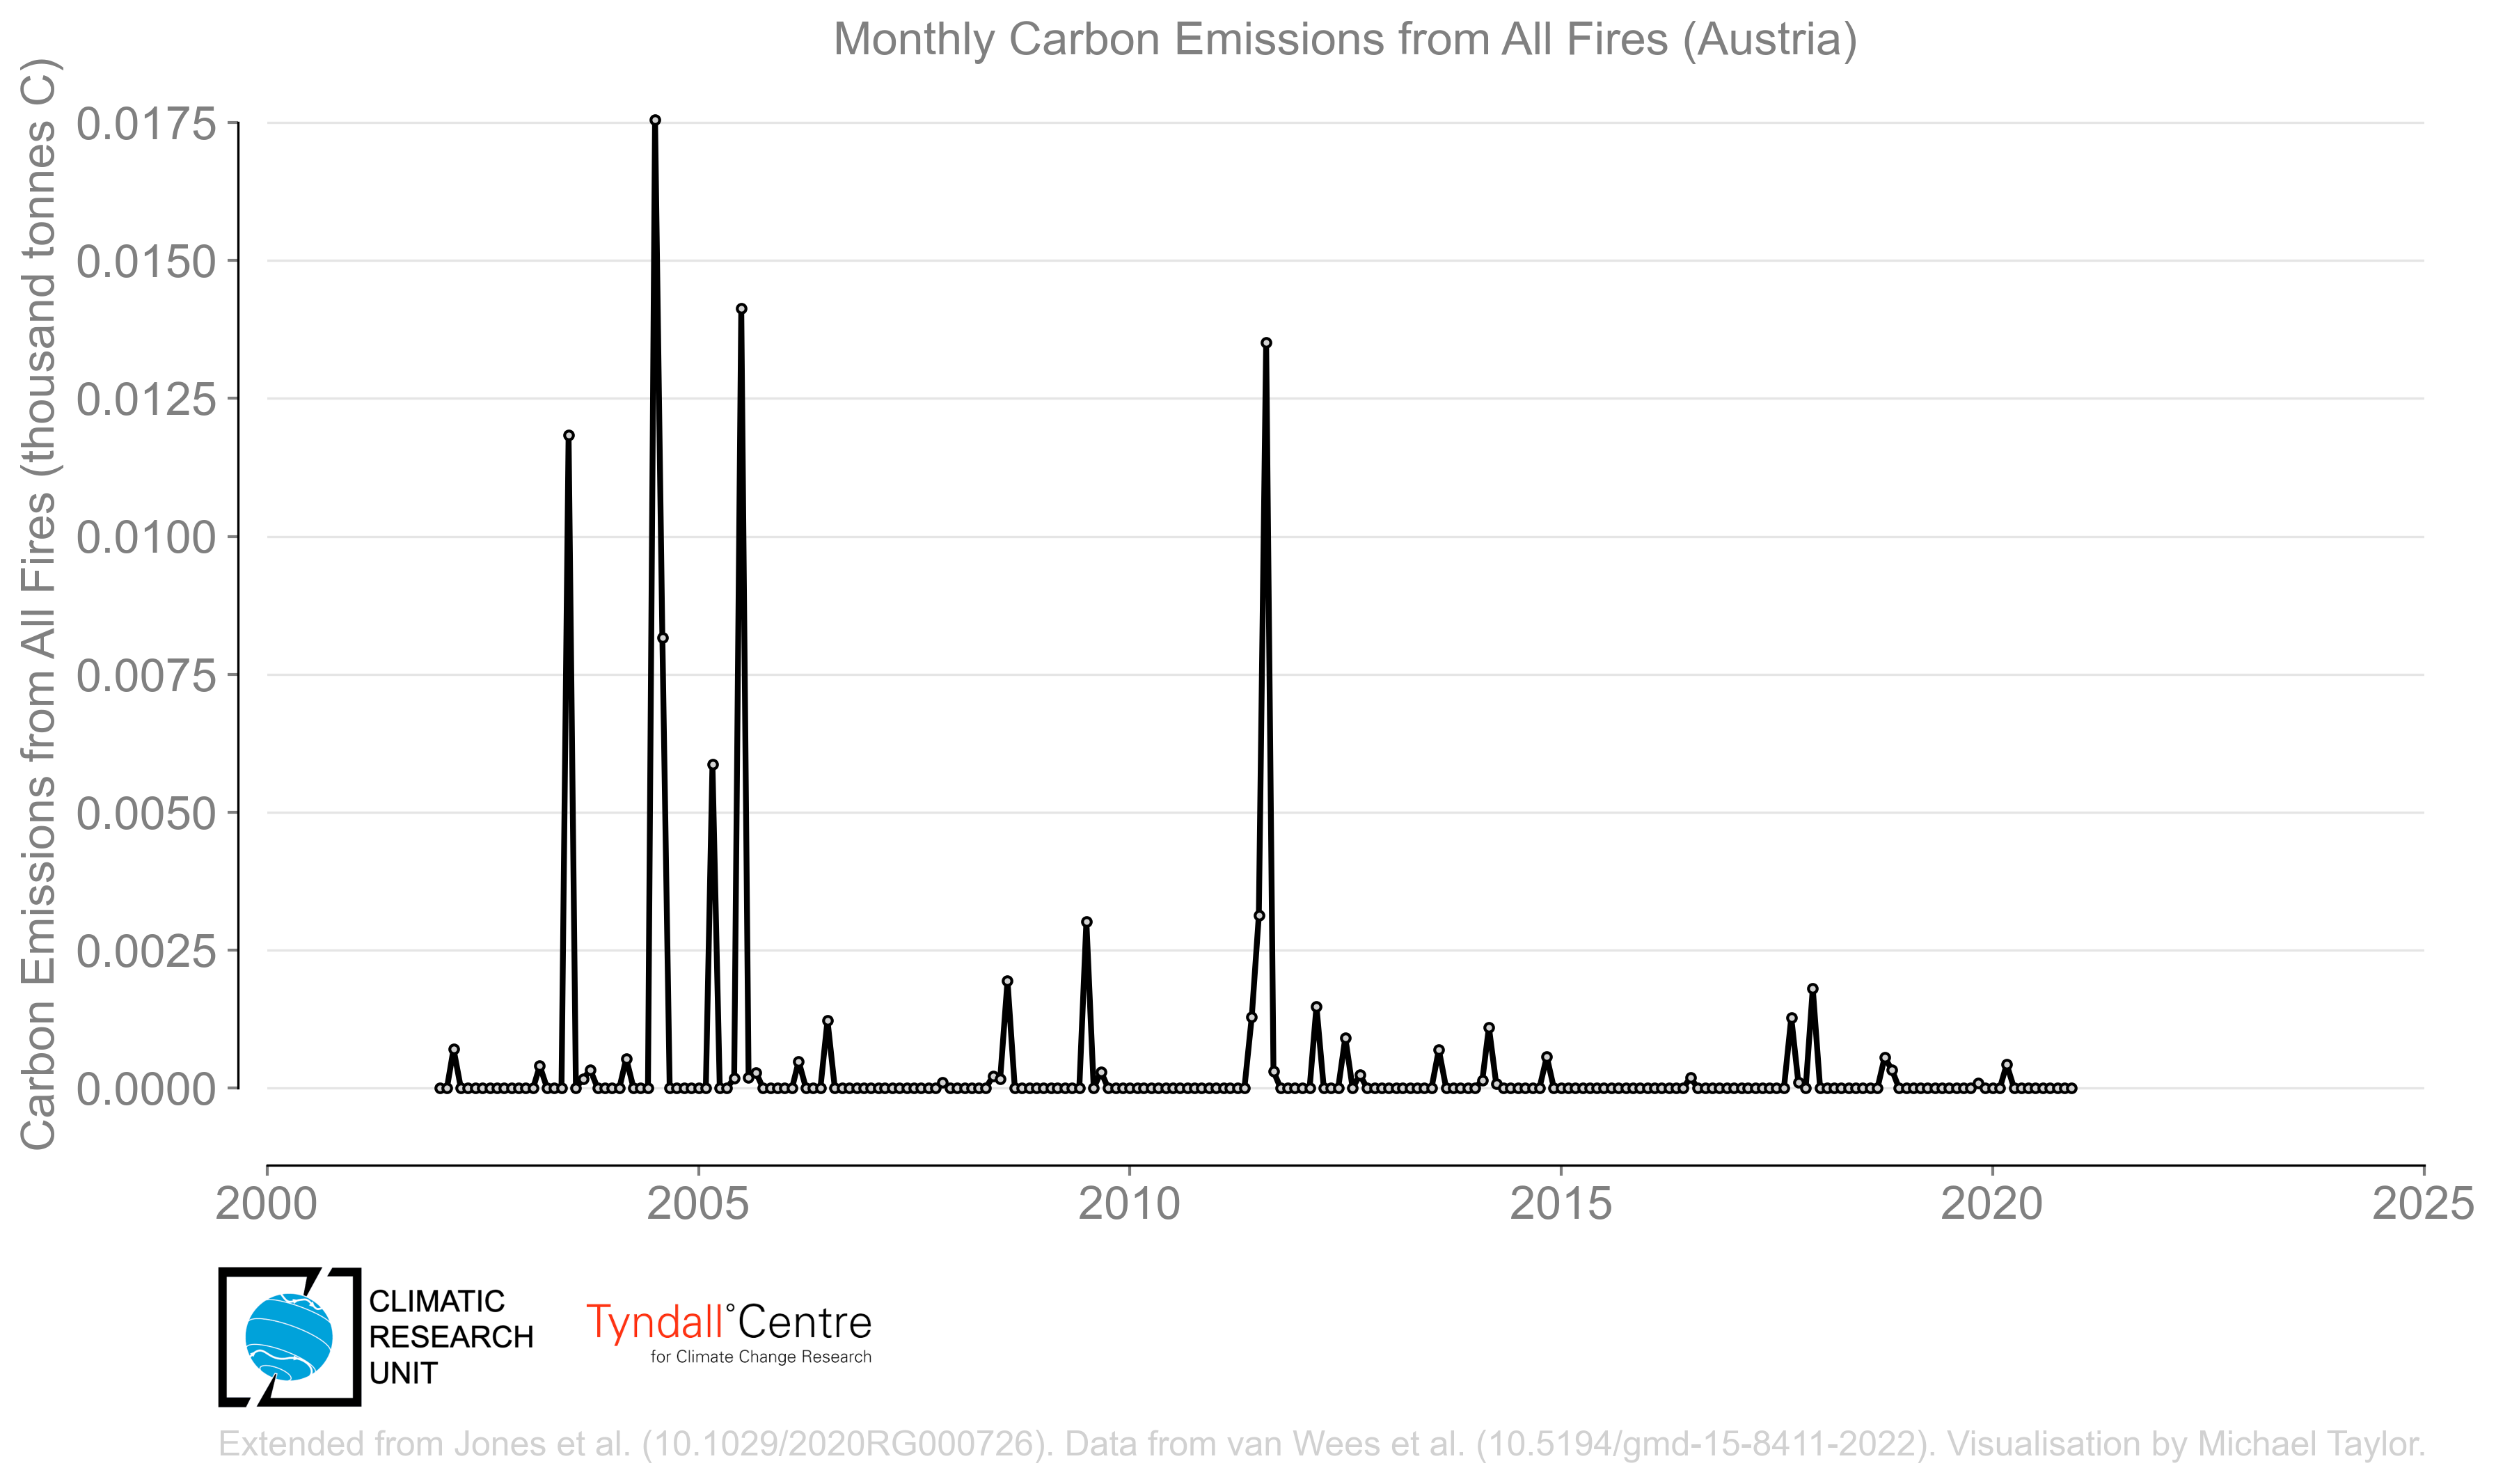 Monthly Carbon Emissions from All Fires (Austria)
Carbon Emissions from All Fires (thousand tonnes C)
0.0175
0.0150
0.0125
0.0100
0.0075
0.0050
0.0025
0.0000
2000 2005 2010 2015 2020 2025
CLIMATIC
RESEARCH
UNIT
Tyndall°Centre
for Climate Change Research
Extended from Jones et al. (10.1029/2020RG000726). Data from van Wees et al. (10.5194/gmd-15-8411-2022). Visualisation by Michael Taylor.